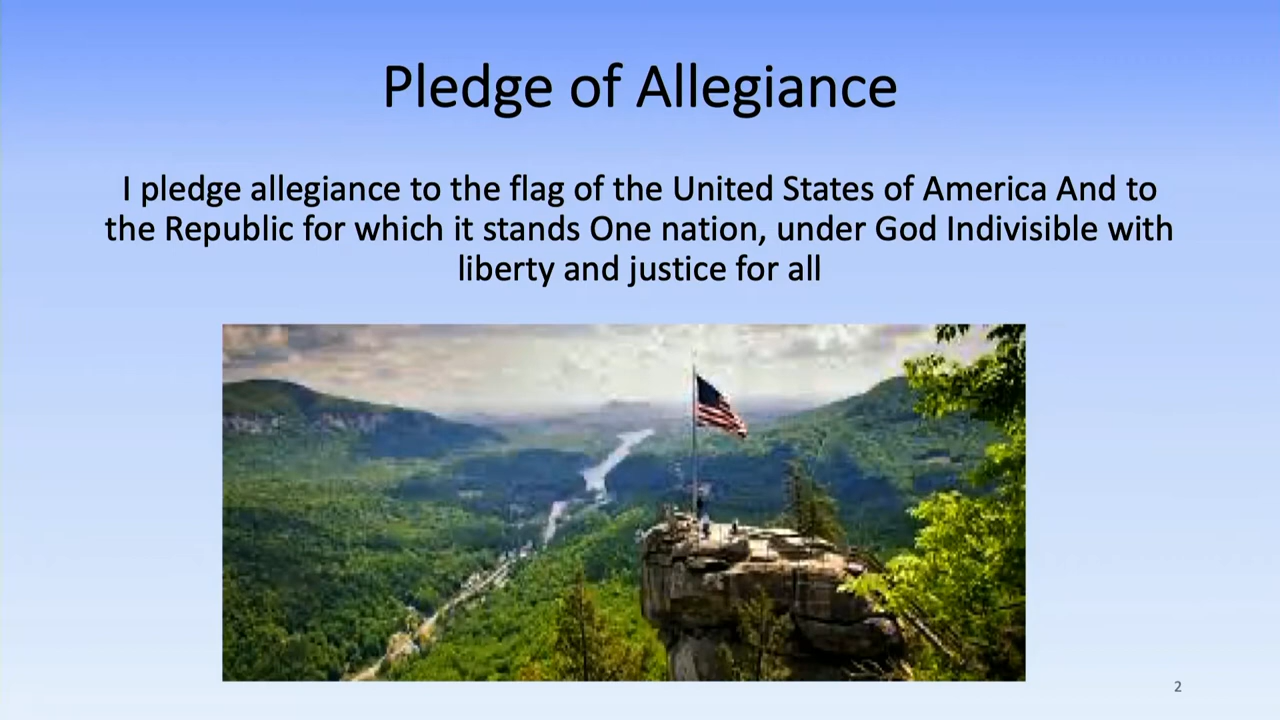 Pledge of Allegiance
I pledge allegiance to the flag of the United States of America And to
the Republic for which it stands One nation, under God Indivisible with
liberty and justice for all
2